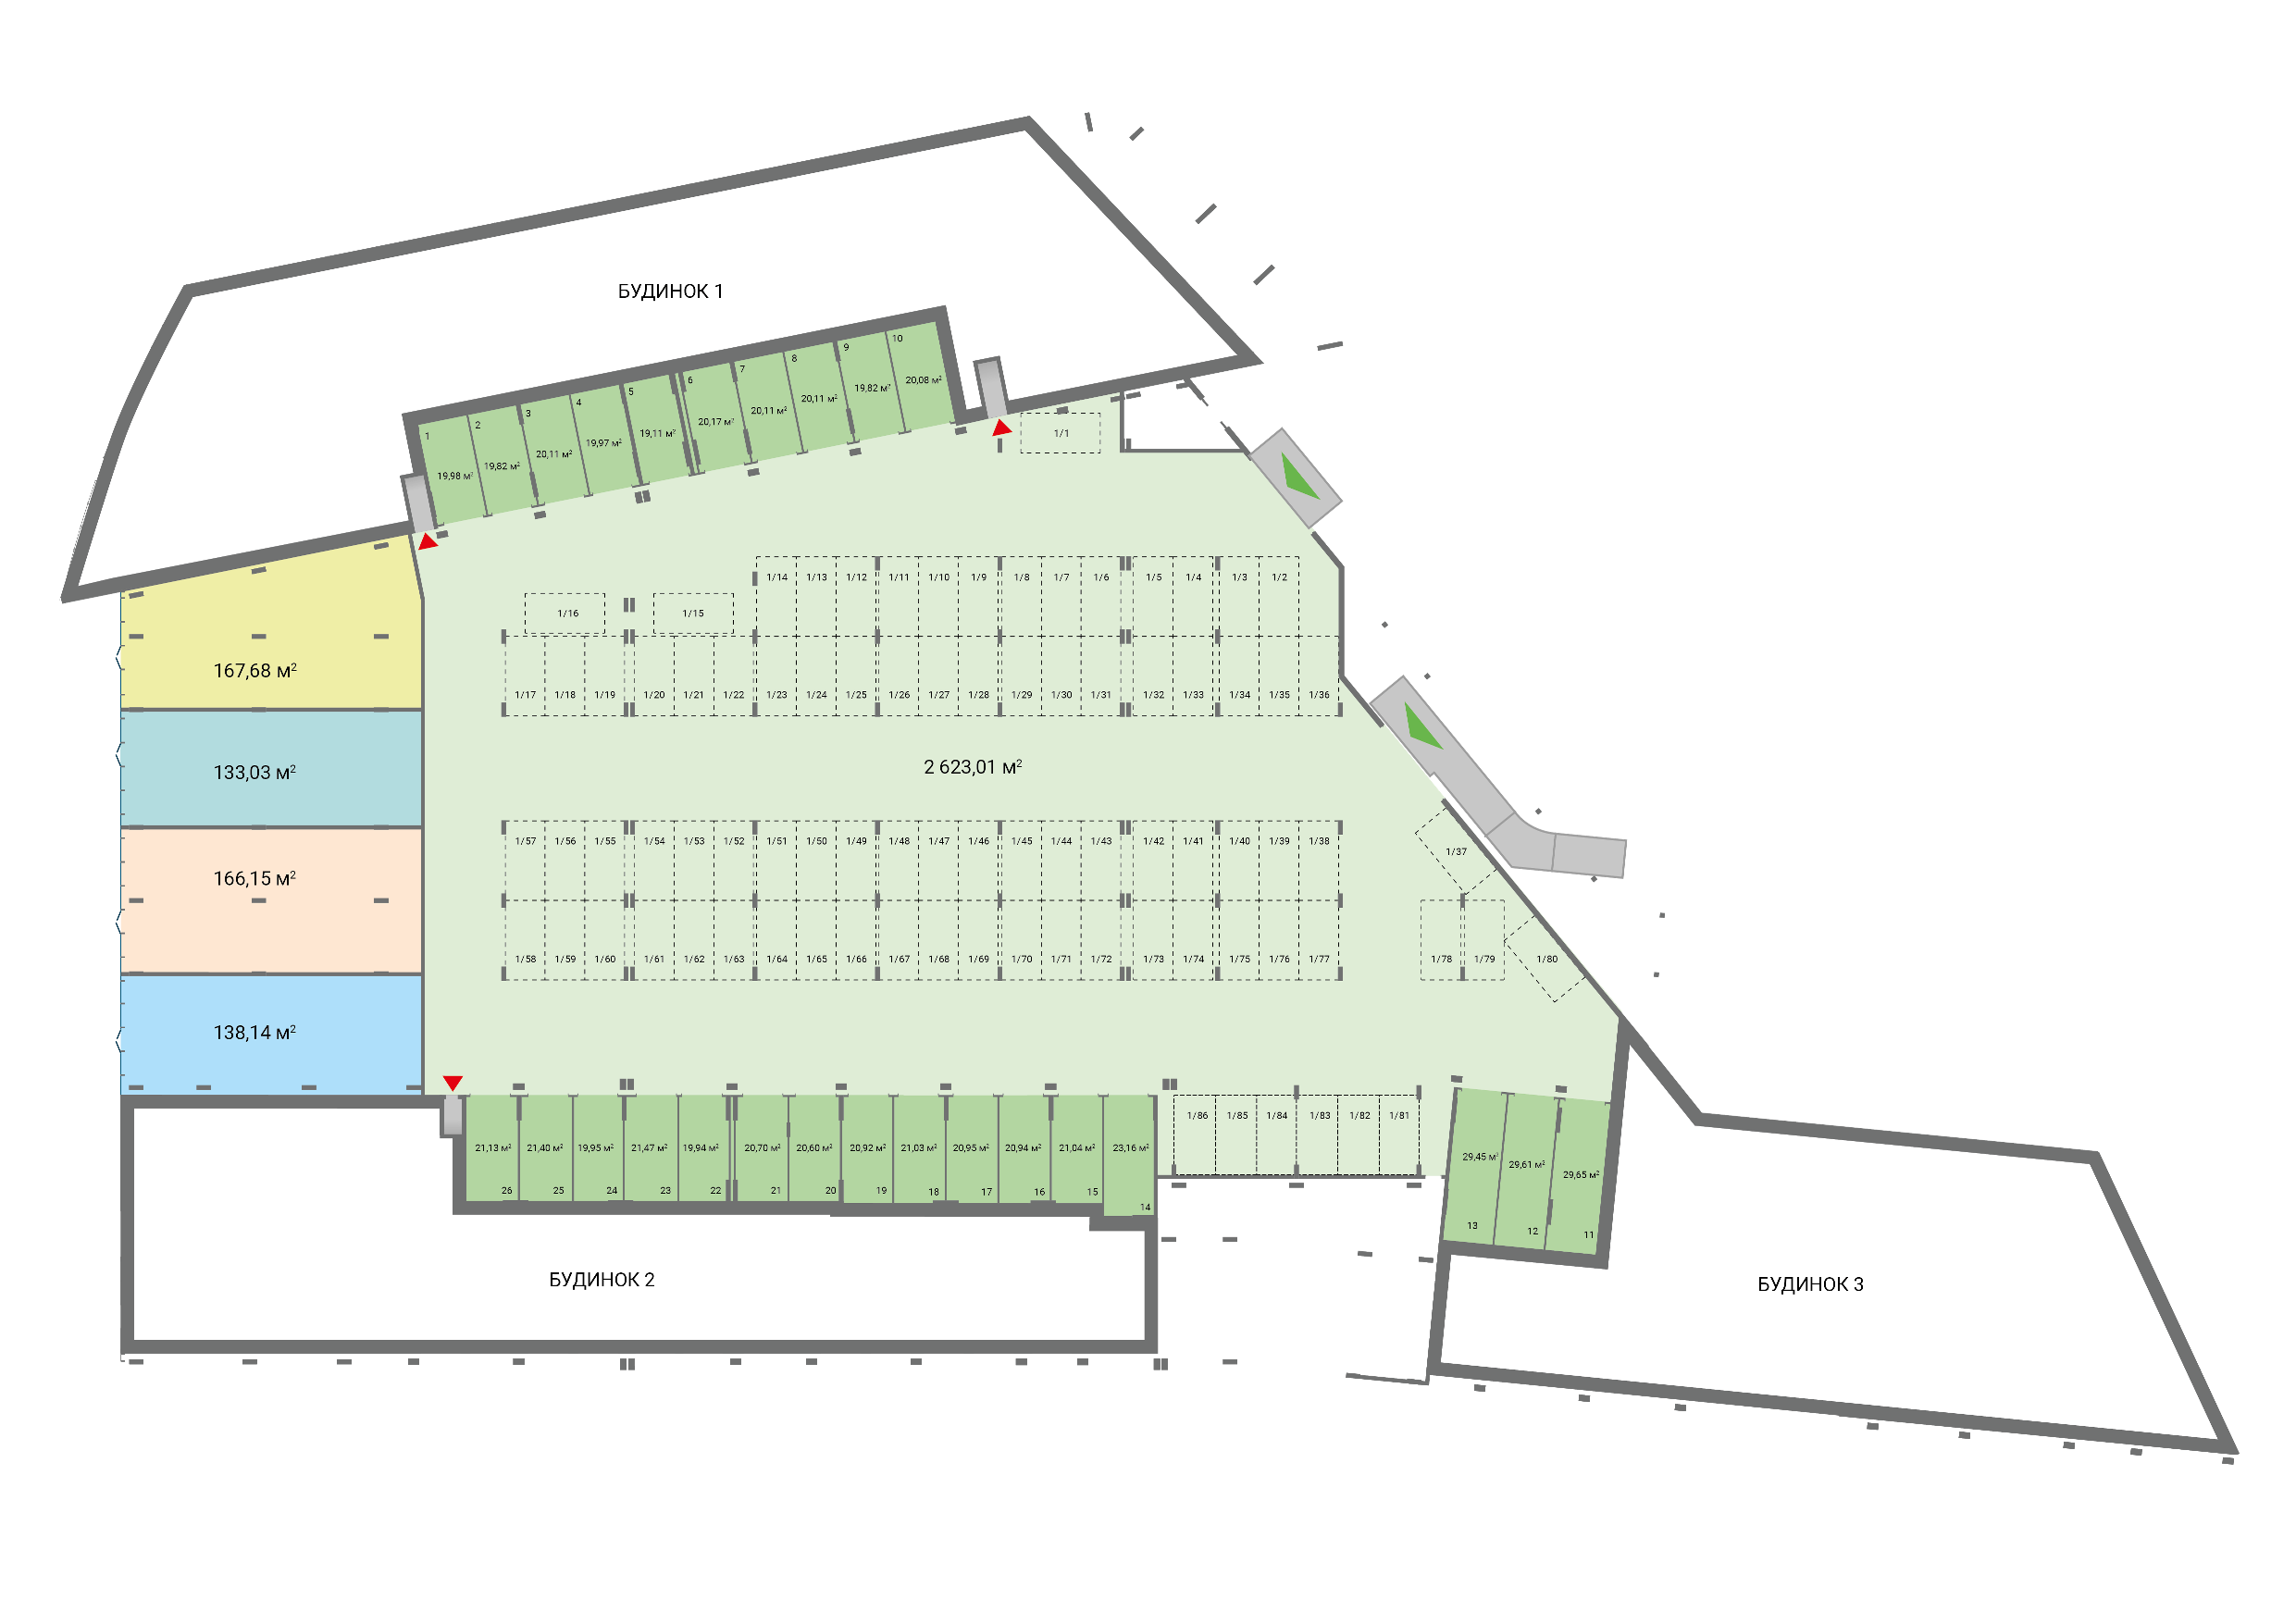 БУДИНОК 1
10
9
8
7
6
5
4
3
2
1
20,08 м²
19,82 м²
20,11 м²
20,11 м²
20,17 м²
19,11 м²
19,97 м²
20,11 м²
19,82 м²
19,98 м²
1/1
1/14 1/13 1/12 1/11 1/10 1/9 1/8 1/7 1/6 1/5 1/4 1/3 1/2
1/16 1/15
167,68 м²
1/17 1/18 1/19 1/20 1/21 1/22 1/23 1/24 1/25 1/26 1/27 1/28 1/29 1/30 1/31 1/32 1/33 1/34 1/35 1/36
133,03 м²
2 623,01 м²
1/57 1/56 1/55 1/54 1/53 1/52 1/51 1/50 1/49 1/48 1/47 1/46 1/45 1/44 1/43 1/42 1/41 1/40 1/39 1/38
1/37
166,15 м²
1/58 1/59 1/60 1/61 1/62 1/63 1/64 1/65 1/66 1/67 1/68 1/69 1/70 1/71 1/72 1/73 1/74 1/75 1/76 1/77 1/78 1/79 1/80
138,14 м²
1/86 1/85 1/84 1/83 1/82 1/81
21,13 м² 21,40 м² 19,95 м² 21,47 м² 19,94 м² 20,70 м² 20,60 м² 20,92 м² 21,03 м² 20,95 м² 20,94 м² 21,04 м² 23,16 м²
29,45 м²
29,61 м²
29,65 м²
26 25 24 23 22 21 20 19 18 17 16 15
14
13
12
11
БУДИНОК 2
БУДИНОК 3